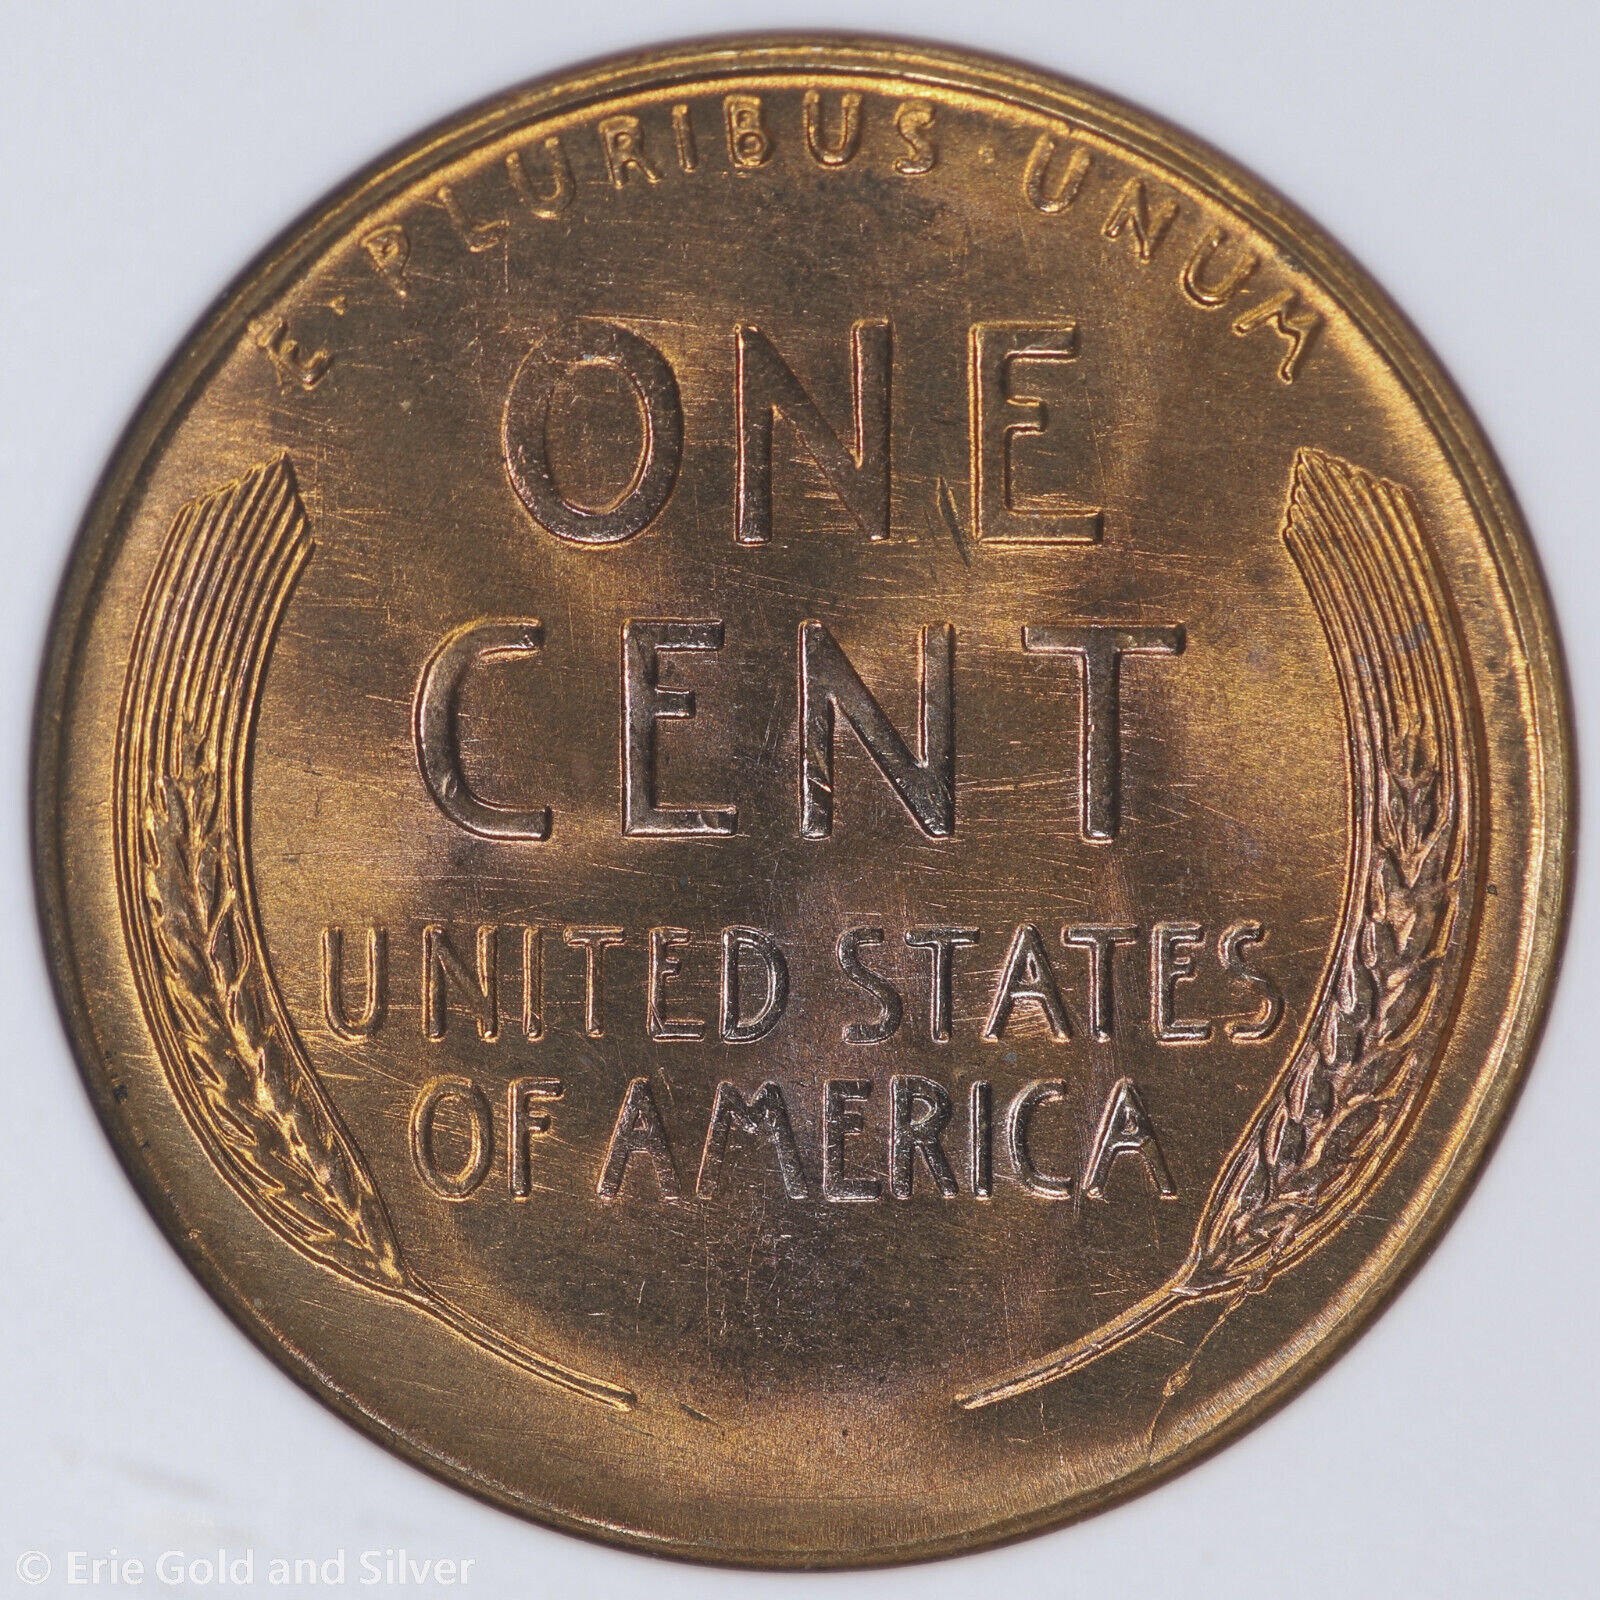 E · PLURIBUS · UNUM
ONE
CENT
UNITED STATES
OF AMERICA
© Erie Gold and Silver